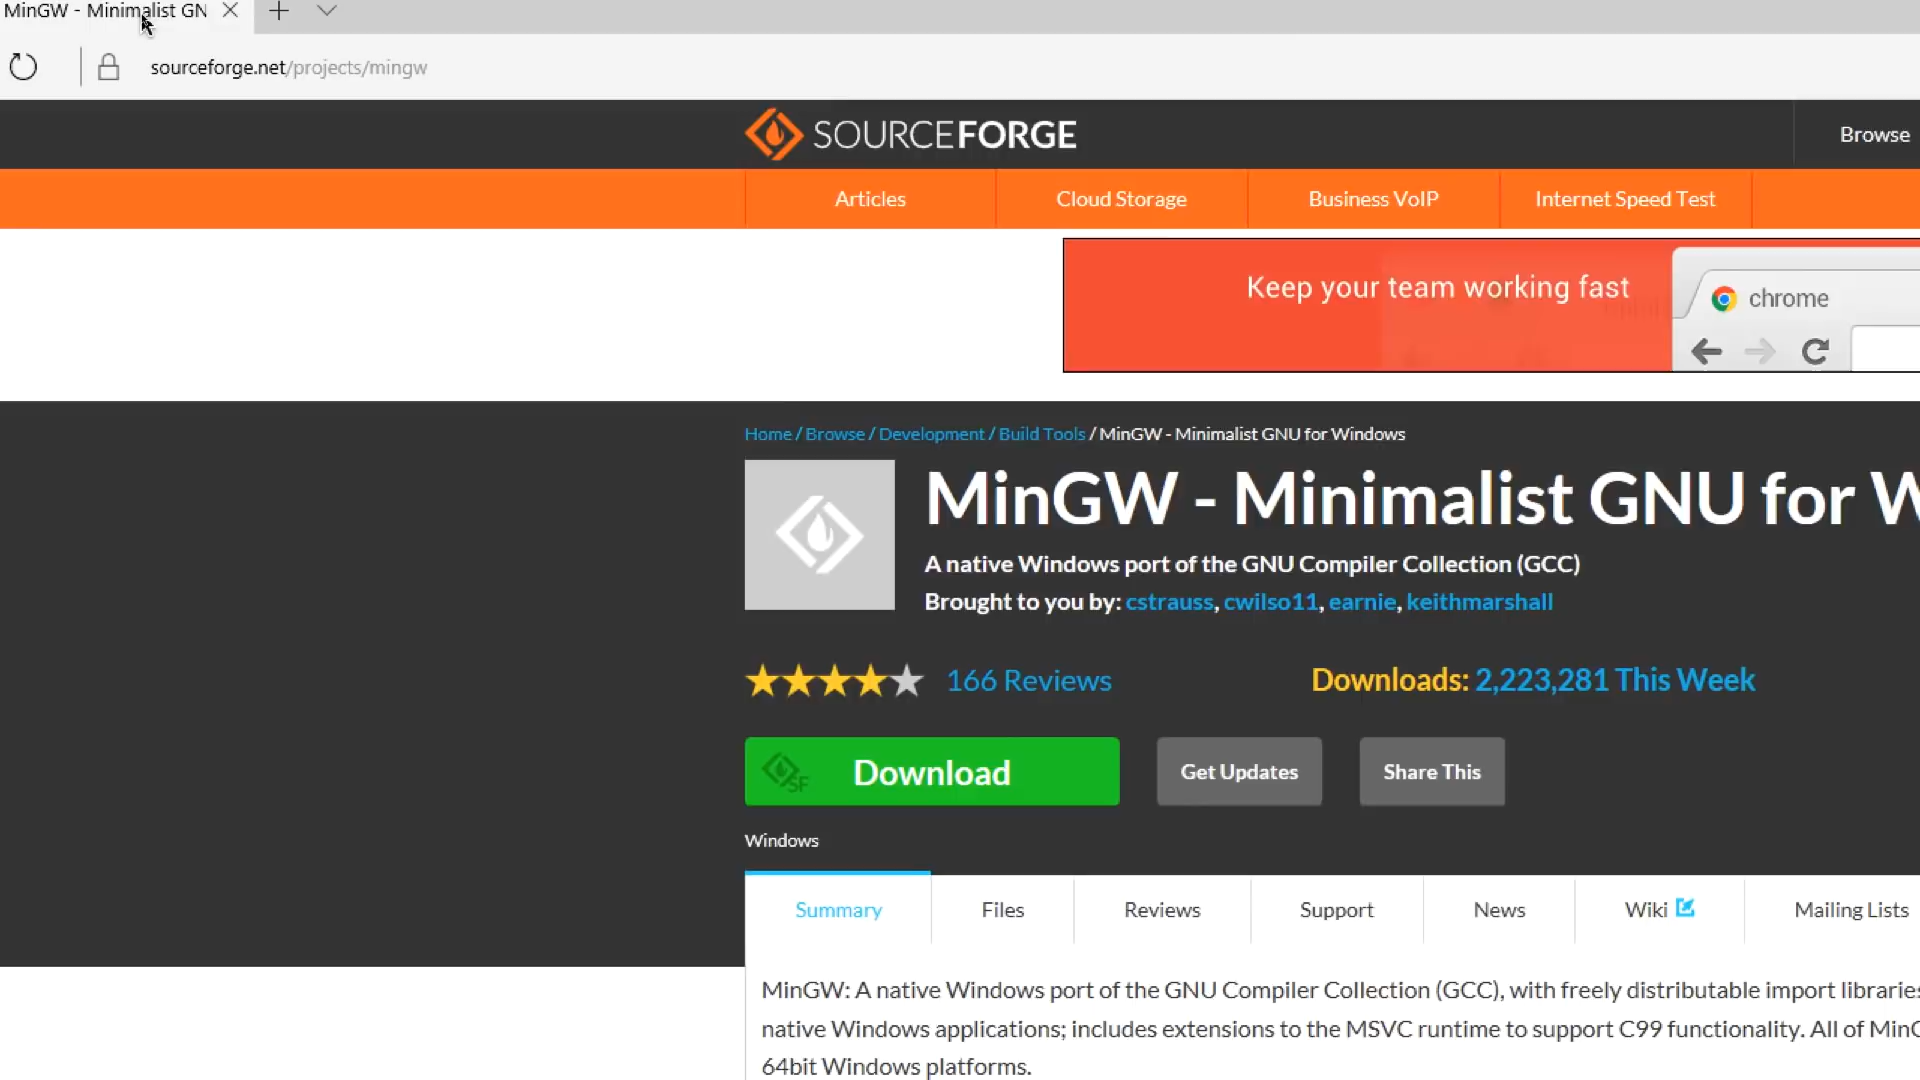 MinGW - Minimalist GN
sourceforge.net/projects/mingw
SOURCEFORGE
Browse
Articles
Cloud Storage
Business VoIP
Internet Speed Test
Keep your team working fast
chrome
Home / Browse / Development / Build Tools / MinGW - Minimalist GNU for Windows
MinGW - Minimalist GNU for W
A native Windows port of the GNU Compiler Collection (GCC)
Brought to you by: cstrauss, cwilso11, earnie, keithmarshall
166 Reviews
Downloads: 2,223,281 This Week
SF
Download
Get Updates
Share This
Windows
Summary
Files
Reviews
Support
News
Wiki
Mailing Lists
MinGW: A native Windows port of the GNU Compiler Collection (GCC), with freely distributable import libraries
native Windows applications; includes extensions to the MSVC runtime to support C99 functionality. All of MinG
64bit Windows platforms.